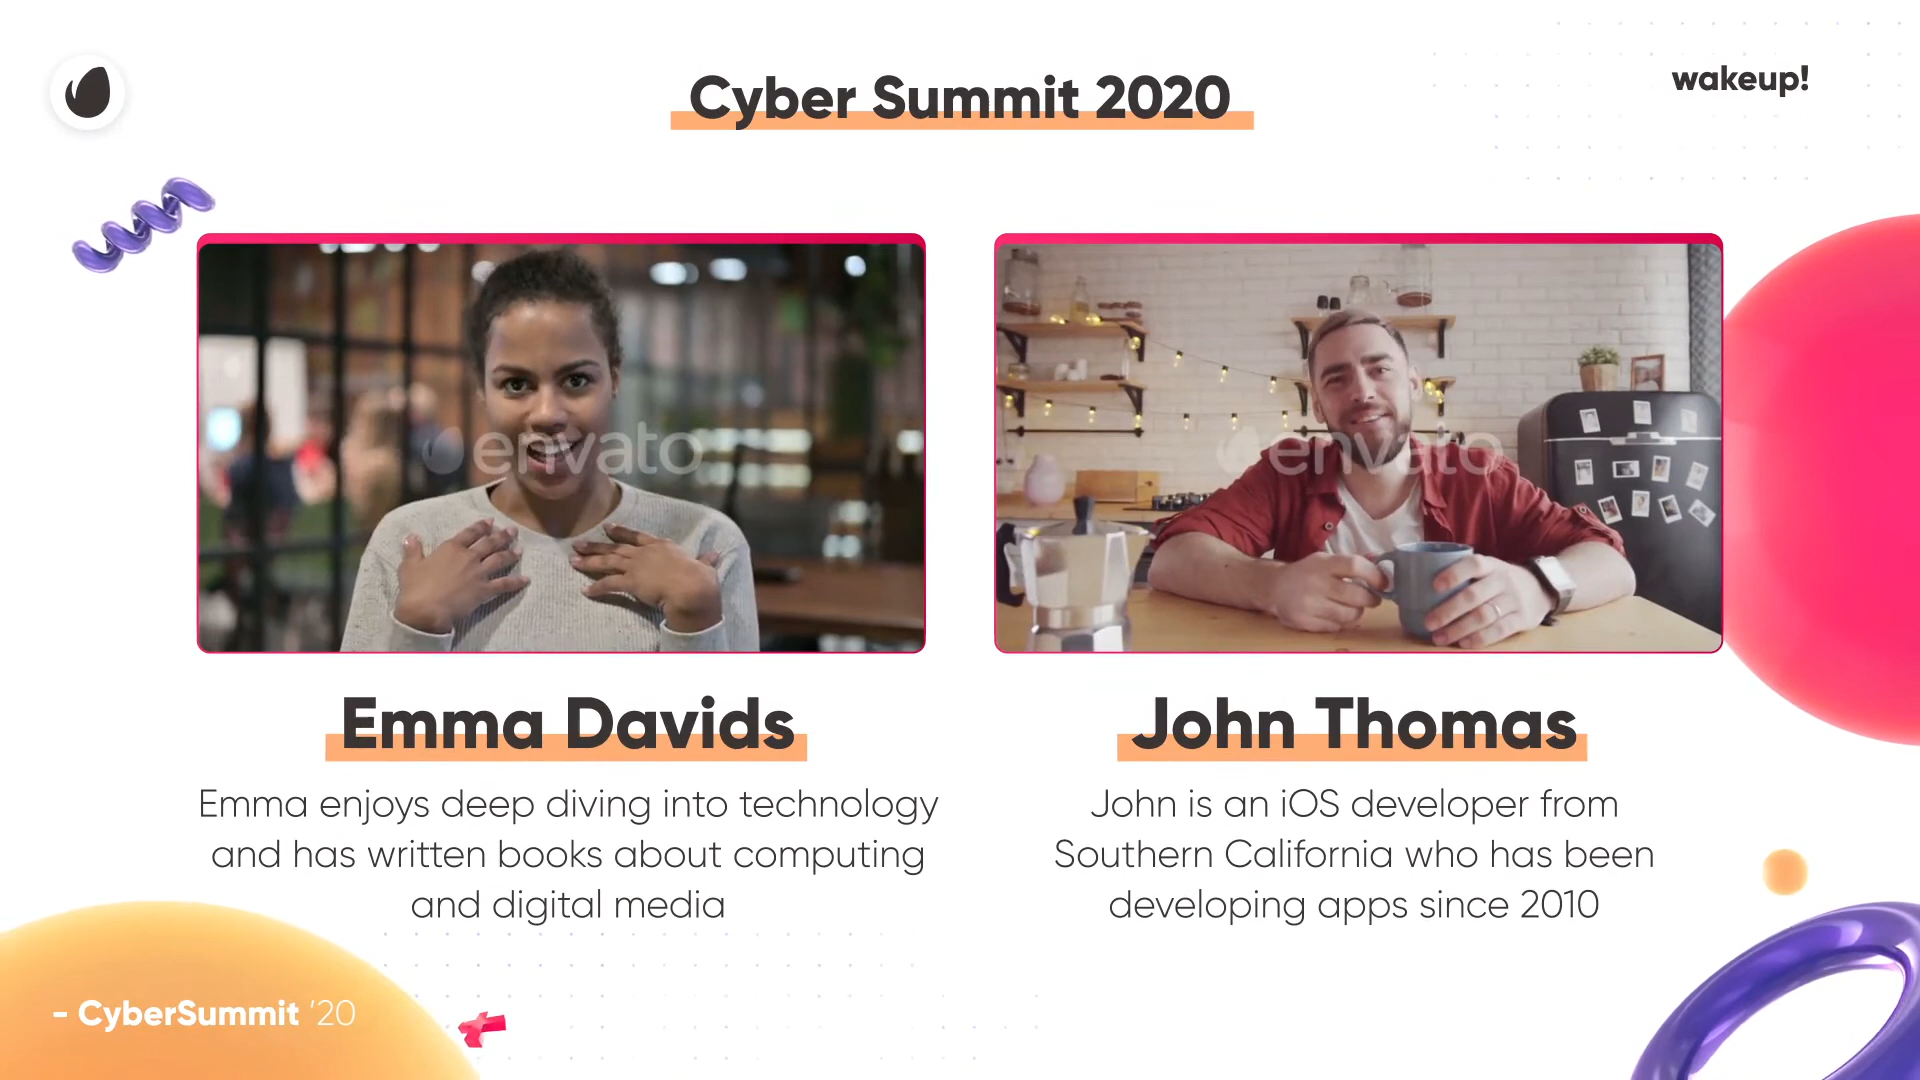 Cyber Summit 2020
wakeup!
envato
envato
Emma Davids
Emma enjoys deep diving into technology
and has written books about computing
and digital media
John Thomas
John is an iOS developer from
Southern California who has been
developing apps since 2010
- CyberSummit '20